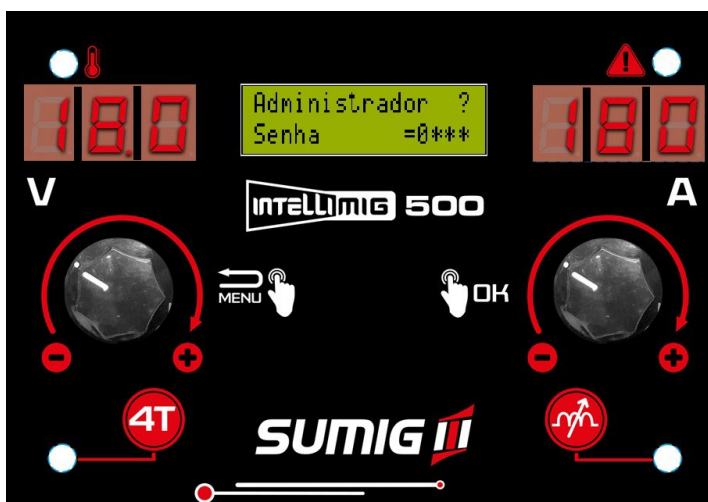 18.0
Administrador ?
Senha =0***
180
V
INTELLIMIG 500
A
MENU
OK
4T
SUMIG